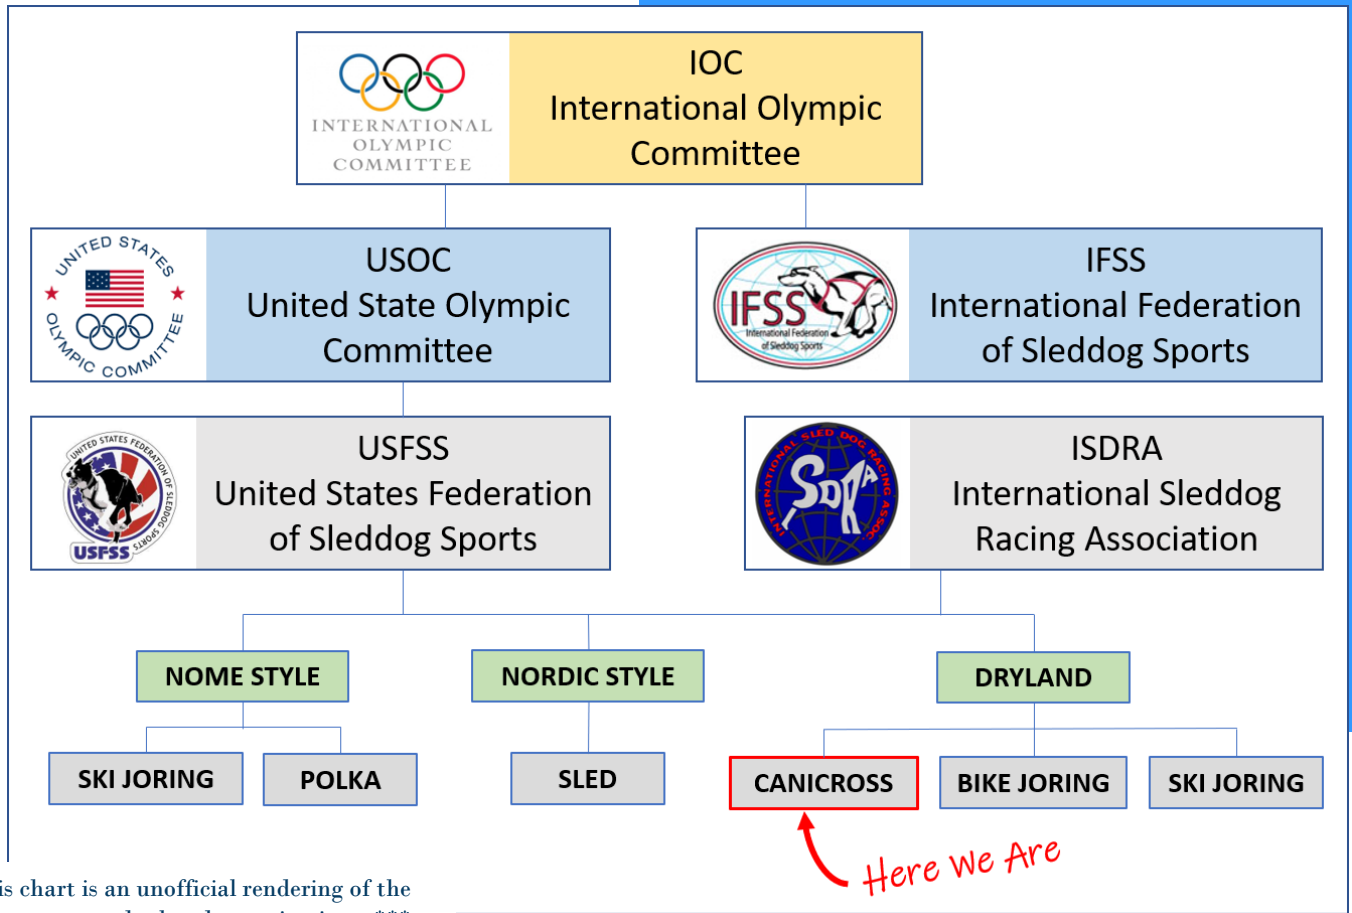 INTERNATIONAL
OLYMPIC
COMMITTEE
IOC
International Olympic
Committee
UNITED STATES
OLYMPIC COMMITTEE
USOC
United State Olympic
Committee
IFSS
International Federation
of Sleddog Sports
IFSS
International Federation
of Sleddog Sports
UNITED STATES FEDERATION OF SLEDDOG SPORTS
USFSS
USFSS
United States Federation
of Sleddog Sports
INTERNATIONAL SLED DOG RACING ASSOC.
ISDRA
ISDRA
International Sleddog
Racing Association
NOME STYLE
NORDIC STYLE
DRYLAND
SKI JORING
POLKA
SLED
CANICROSS
BIKE JORING
SKI JORING
Here We Are
is chart is an unofficial rendering of the
***